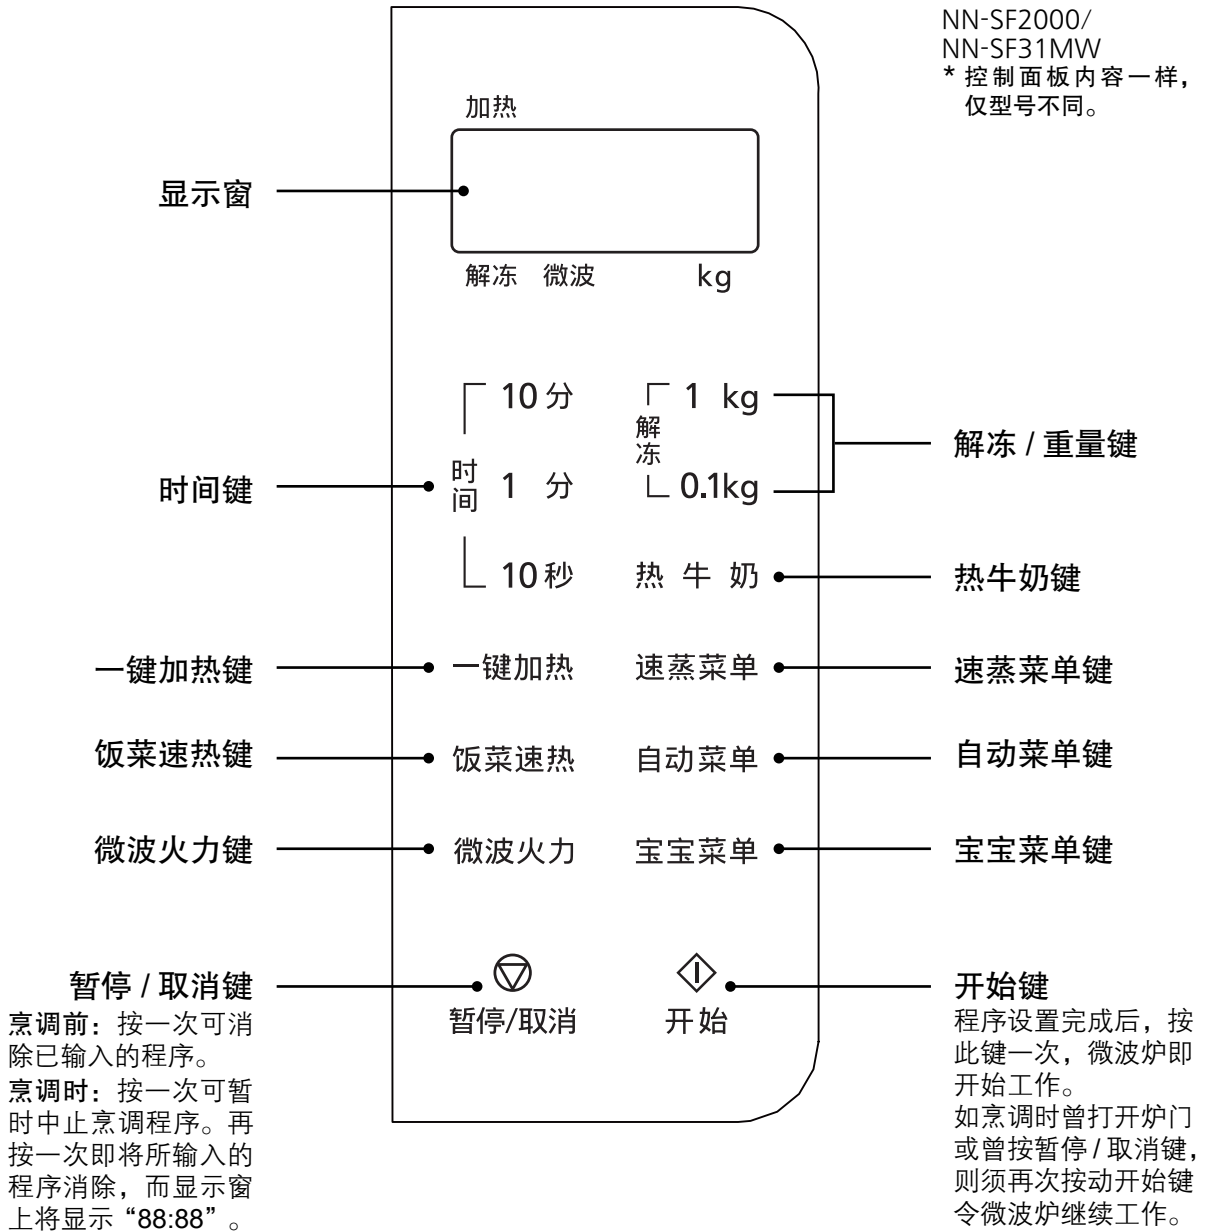 NN-SF2000/
NN-SF31MW
* 控制面板内容一样，
仅型号不同。
加热
显示窗
解冻 微波 kg
10分
1 kg
解冻
解冻 / 重量键
时间键
时间
1 分
0.1kg
10秒
热牛奶
热牛奶键
一键加热键
一键加热
速蒸菜单
速蒸菜单键
饭菜速热键
饭菜速热
自动菜单
自动菜单键
微波火力键
微波火力
宝宝菜单
宝宝菜单键
暂停 / 取消键
烹调前：按一次可消
除已输入的程序。
烹调时：按一次可暂
时中止烹调程序。再
按一次即将所输入的
程序消除，而显示窗
上将显示“88:88”。
暂停/取消
开始
开始键
程序设置完成后，按
此键一次，微波炉即
开始工作。
如烹调时曾打开炉门
或曾按暂停 / 取消键，
则须再次按动开始键
令微波炉继续工作。